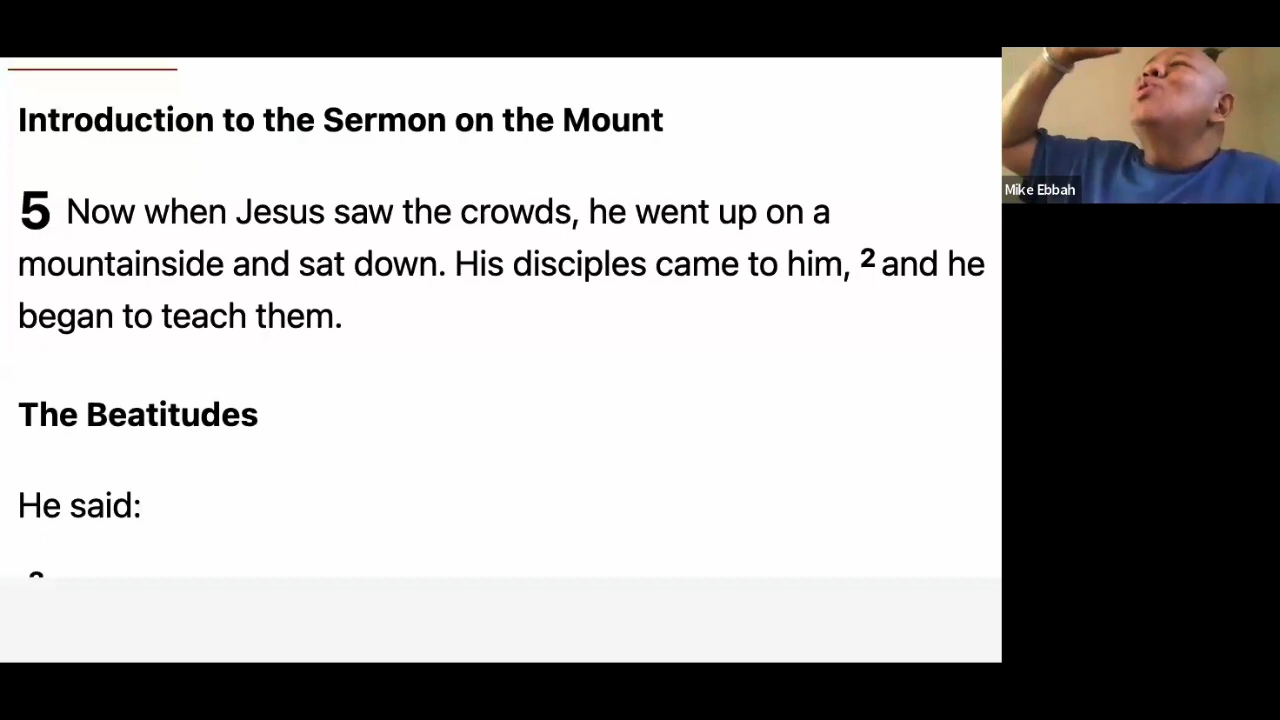 Introduction to the Sermon on the Mount
5 Now when Jesus saw the crowds, he went up on a
mountainside and sat down. His disciples came to him, 2 and he
began to teach them.
The Beatitudes
He said:
Mike Ebbah